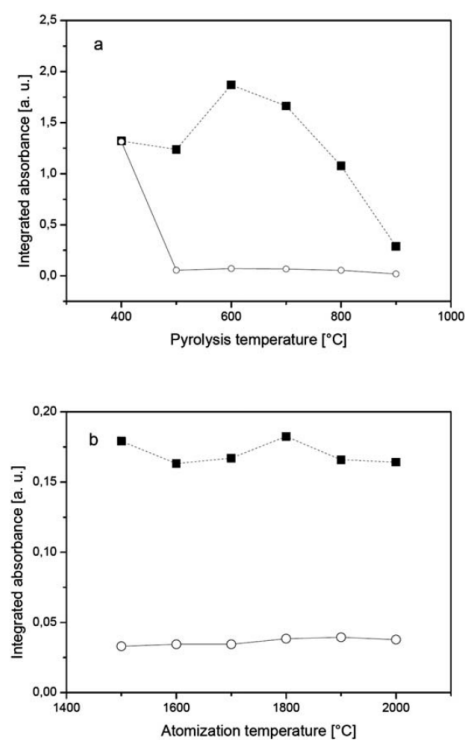 a
2,5
2,0
1,5
1,0
0,5
0,0
Integrated absorbance [a. u.]
400 600 800 1000
Pyrolysis temperature [°C]
b
0,20
0,15
0,10
0,05
0,00
Integrated absorbance [a. u.]
1400 1600 1800 2000
Atomization temperature [°C]